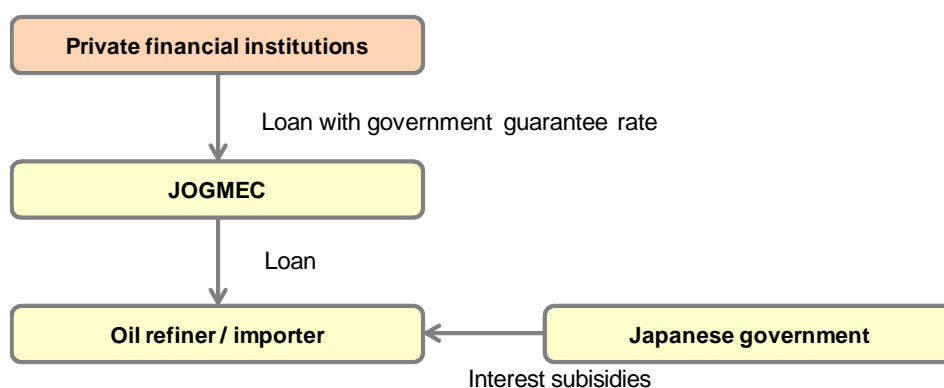 Private financial institutions
Loan with government guarantee rate
JOGMEC
Loan
Oil refiner / importer
Japanese government
Interest subisidies